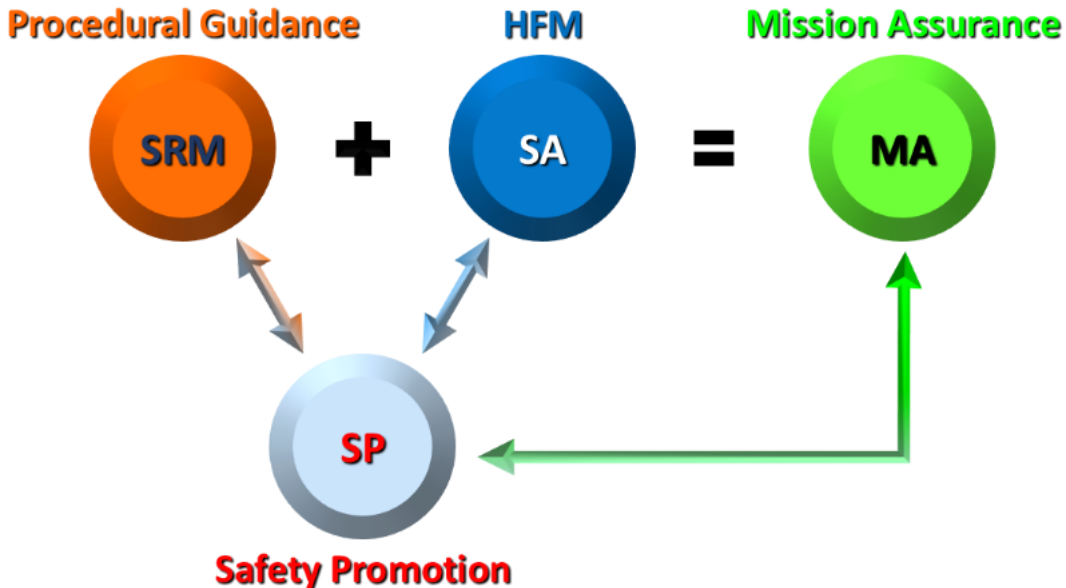 Procedural Guidance
HFM
Mission Assurance
SRM
+
SA
=
MA
SP
Safety Promotion